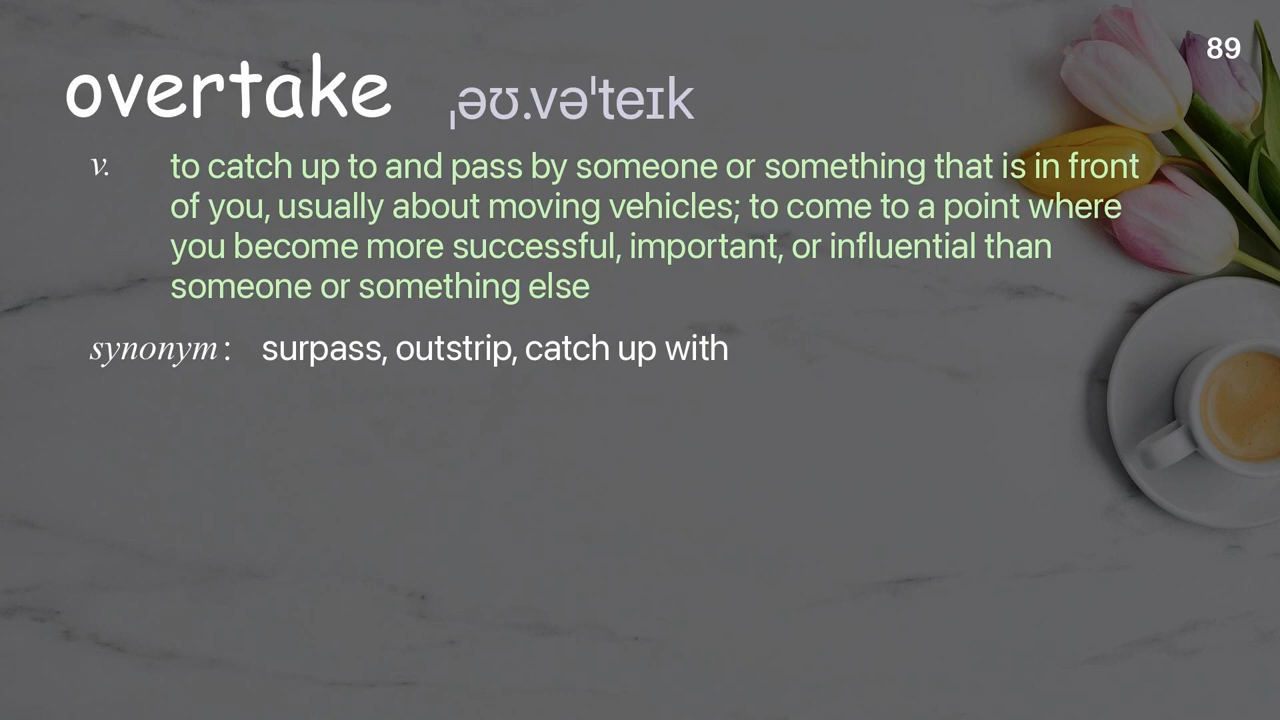 89
overtake ˌəʊ.vəˈteɪk
v. to catch up to and pass by someone or something that is in front
of you, usually about moving vehicles; to come to a point where
you become more successful, important, or influential than
someone or something else
synonym: surpass, outstrip, catch up with